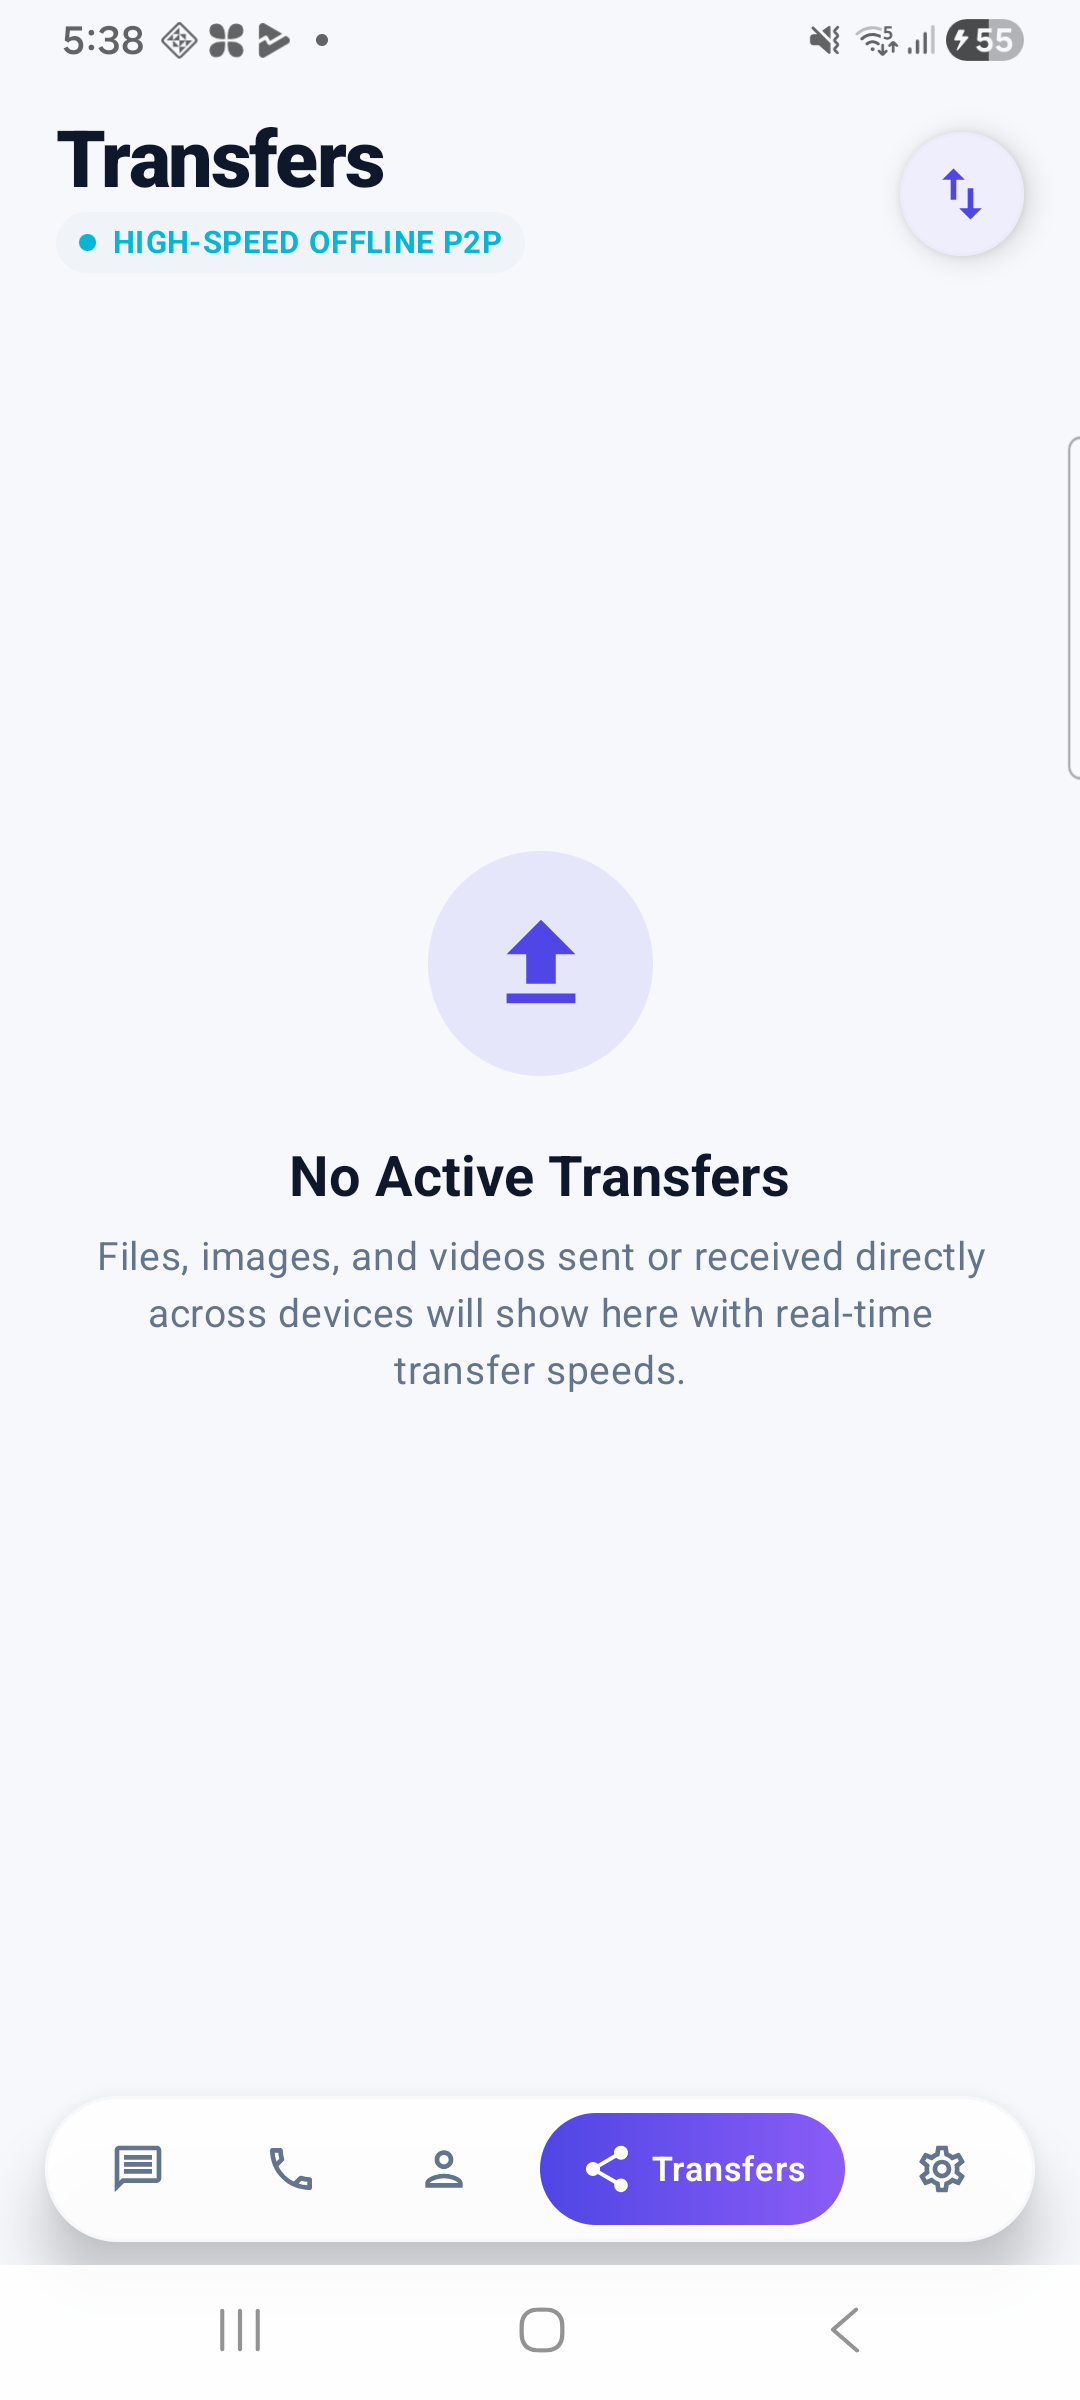 5:38
5
55
Transfers
HIGH-SPEED OFFLINE P2P
No Active Transfers
Files, images, and videos sent or received directly
across devices will show here with real-time
transfer speeds.
Transfers